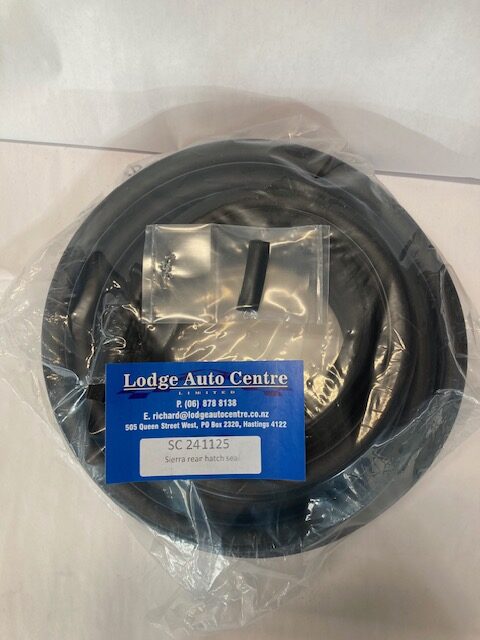 Lodge Auto Centre
LIMITED
P. (06) 878 8138
E. richard@lodgeautocentre.co.nz
505 Queen Street West, PO Box 2320, Hastings 4122
SC 241125
Sierra rear hatch seal